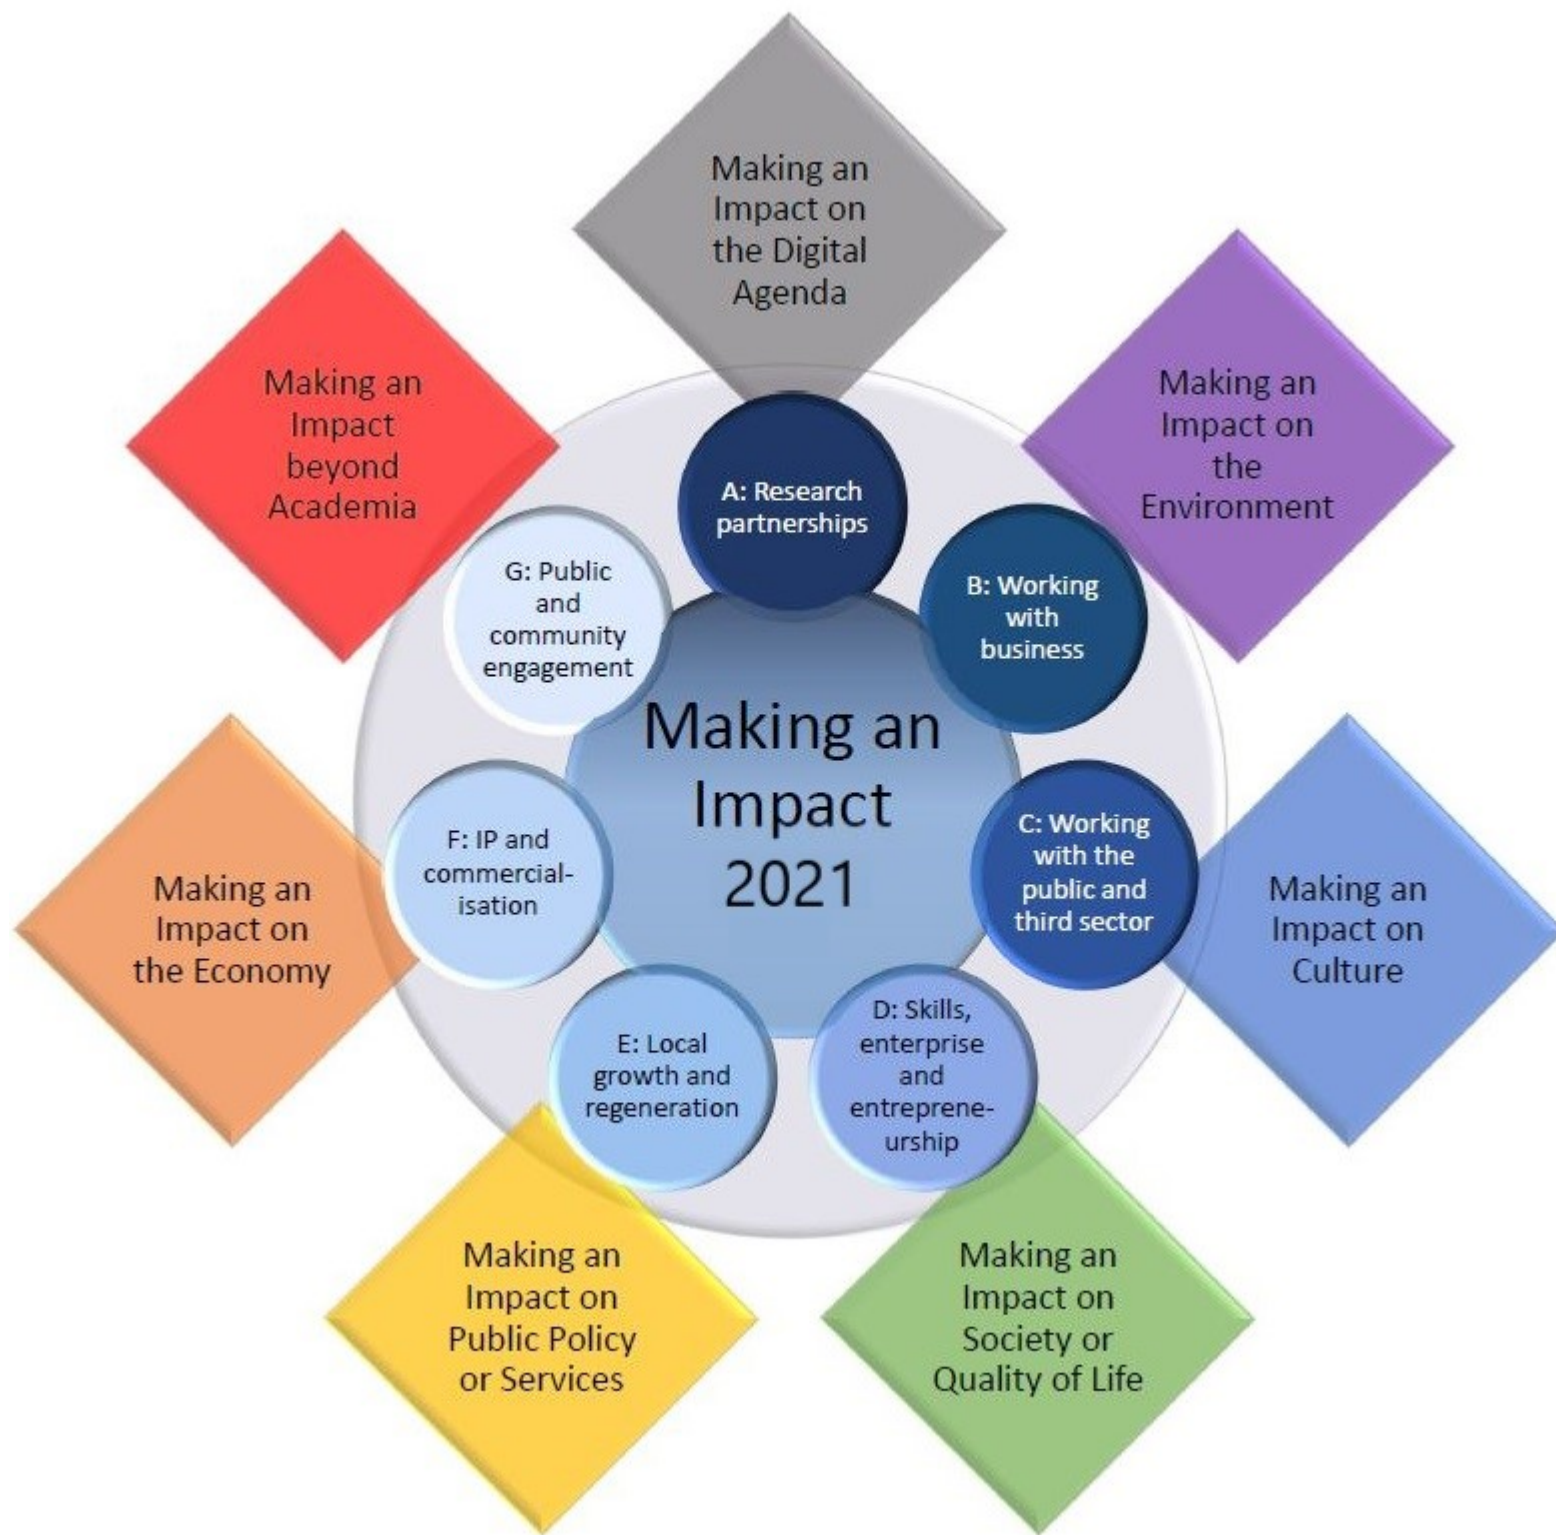 Making an
Impact on
the Digital
Agenda
Making an
Impact on
the
Environment
Making an
Impact on
Culture
Making an
Impact on
Society or
Quality of Life
Making an
Impact on
Public Policy
or Services
Making an
Impact on
the Economy
Making an
Impact
beyond
Academia
A: Research
partnerships
B: Working
with
business
C: Working
with the
public and
third sector
D: Skills,
enterprise
and
entreprene-
urship
E: Local
growth and
regeneration
F: IP and
commercial-
isation
G: Public
and
community
engagement
Making an
Impact
2021